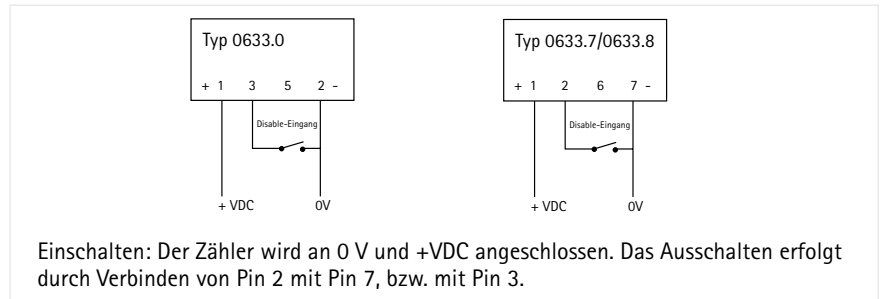 Typ 0633.0
+ 1 3 5 2 -
Disable-Eingang
+ VDC 0V
Typ 0633.7/0633.8
+ 1 2 6 7 -
Disable-Eingang
+ VDC 0V
Einschalten: Der Zähler wird an 0 V und +VDC angeschlossen. Das Ausschalten erfolgt
durch Verbinden von Pin 2 mit Pin 7, bzw. mit Pin 3.